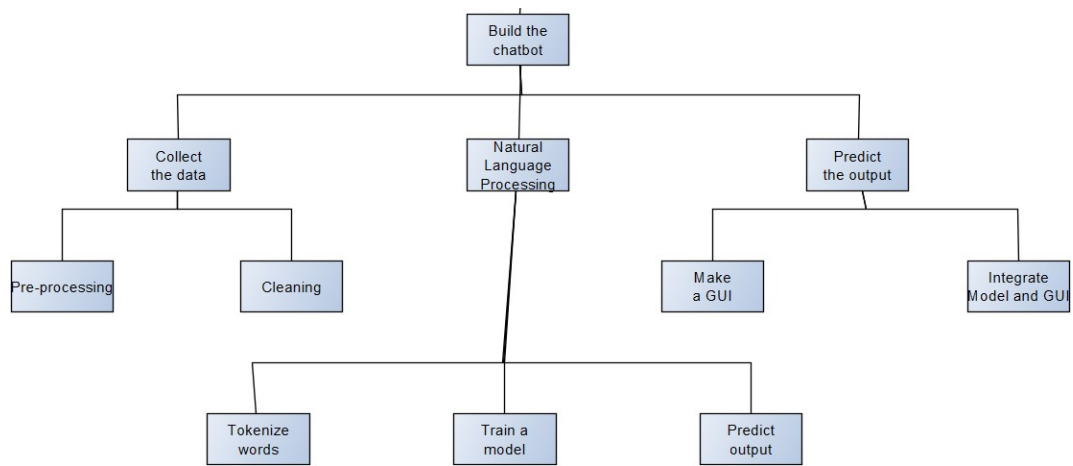 Build the
chatbot
Collect
the data
Natural
Language
Processing
Predict
the output
Pre-processing
Cleaning
Make
a GUI
Integrate
Model and GUI
Tokenize
words
Train a
model
Predict
output